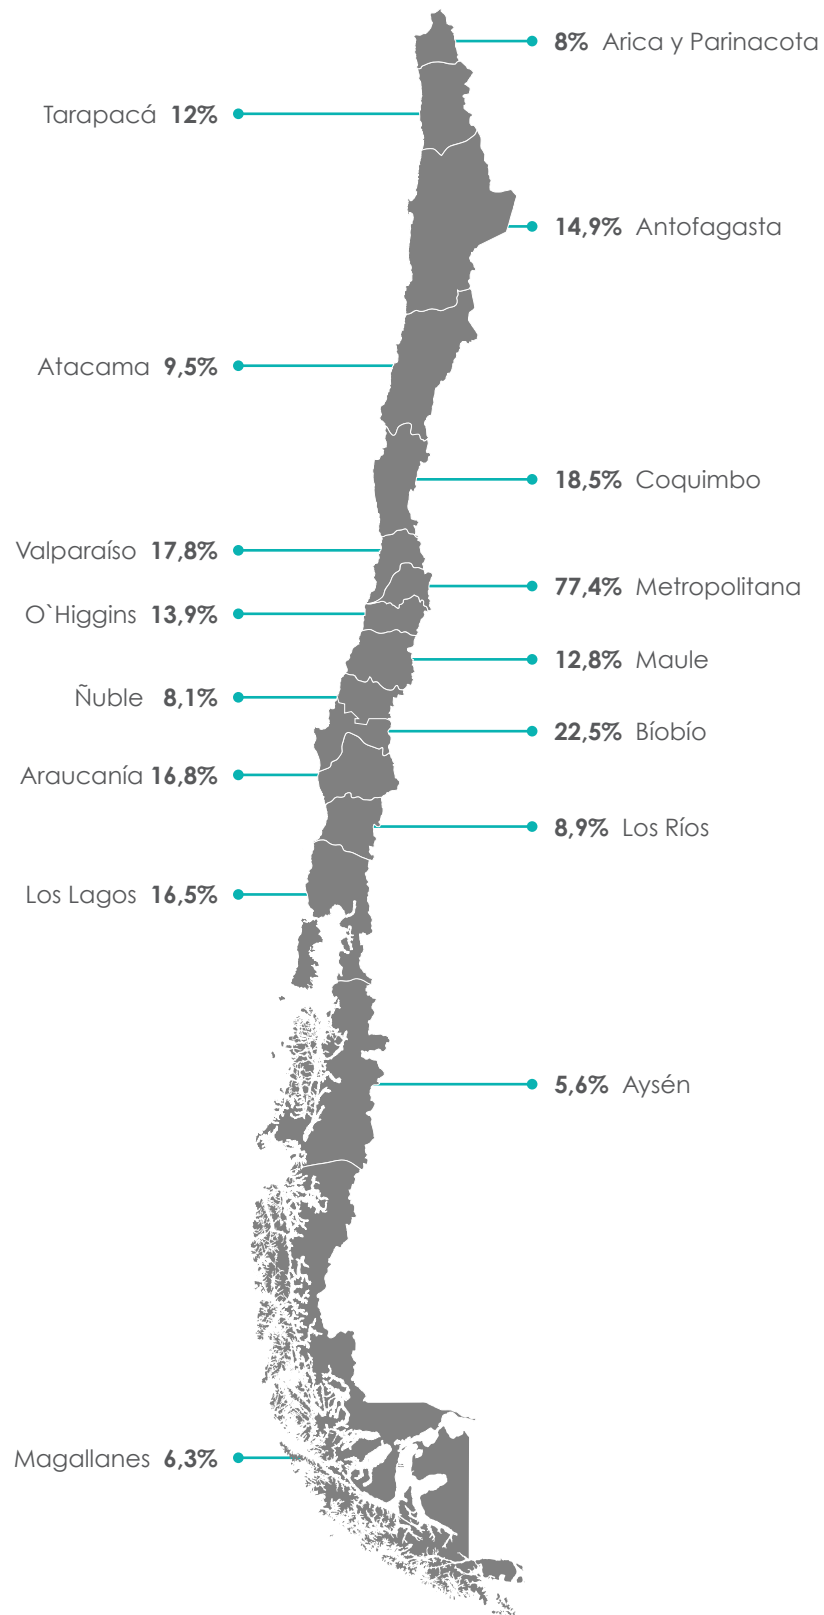 8% Arica y Parinacota
Tarapacá 12%
14,9% Antofagasta
Atacama 9,5%
18,5% Coquimbo
Valparaíso 17,8%
77,4% Metropolitana
O`Higgins 13,9%
12,8% Maule
Ñuble 8,1%
22,5% Bíobío
Araucanía 16,8%
8,9% Los Ríos
Los Lagos 16,5%
5,6% Aysén
Magallanes 6,3%